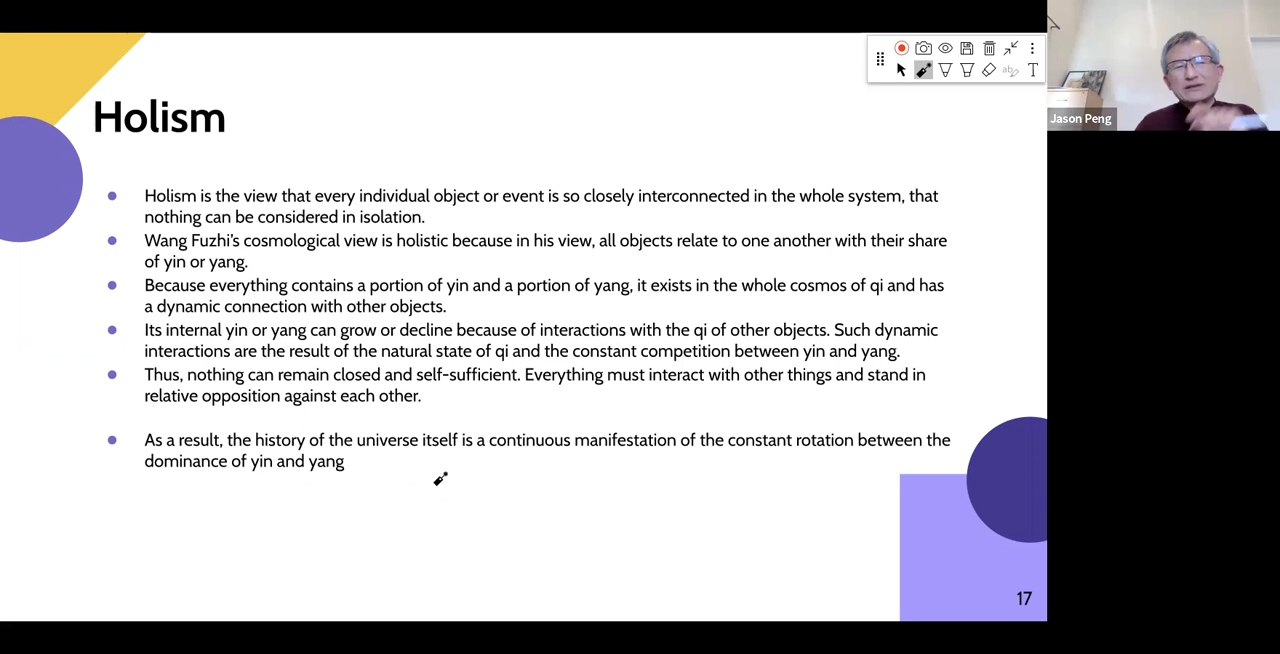 Holism
Holism is the view that every individual object or event is so closely interconnected in the whole system, that
nothing can be considered in isolation.
Wang Fuzhi's cosmological view is holistic because in his view, all objects relate to one another with their share
of yin or yang.
Because everything contains a portion of yin and a portion of yang, it exists in the whole cosmos of qi and has
a dynamic connection with other objects.
Its internal yin or yang can grow or decline because of interactions with the qi of other objects. Such dynamic
interactions are the result of the natural state of qi and the constant competition between yin and yang.
Thus, nothing can remain closed and self-sufficient. Everything must interact with other things and stand in
relative opposition against each other.
As a result, the history of the universe itself is a continuous manifestation of the constant rotation between the
dominance of yin and yang
17
ab
T
Jason Peng